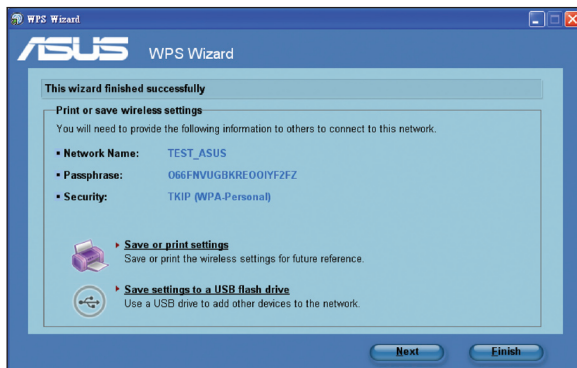 WPS Wizard
ASUS WPS Wizard
This wizard finished successfully
Print or save wireless settings
You will need to provide the following information to others to connect to this network.
▪ Network Name: TEST_ASUS
▪ Passphrase: O66FNVUGBKREOOIYF2FZ
▪ Security: TKIP (WPA-Personal)
Save or print settings
Save or print the wireless settings for future reference.
Save settings to a USB flash drive
Use a USB drive to add other devices to the network.
Next Finish